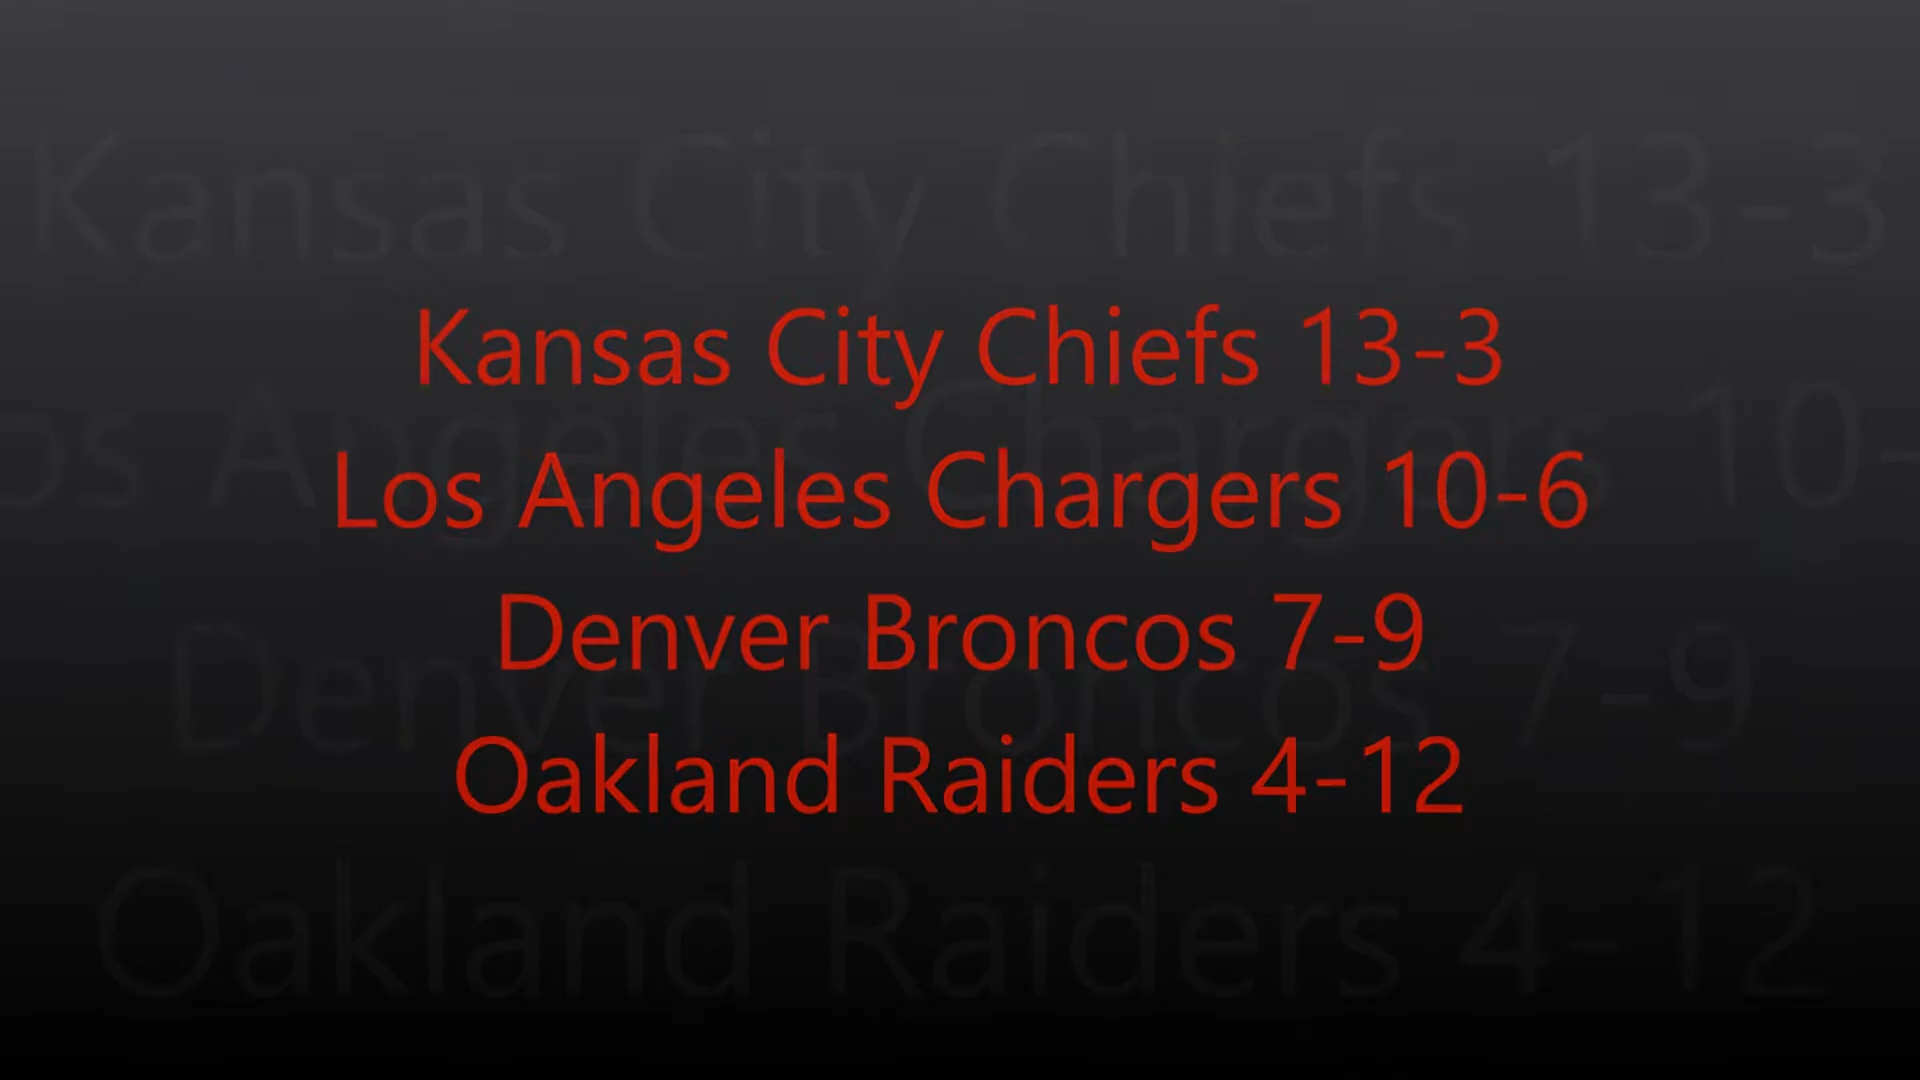 Kansas City Chiefs 13-3
Los Angeles Chargers 10-6
Denver Broncos 7-9
Oakland Raiders 4-12